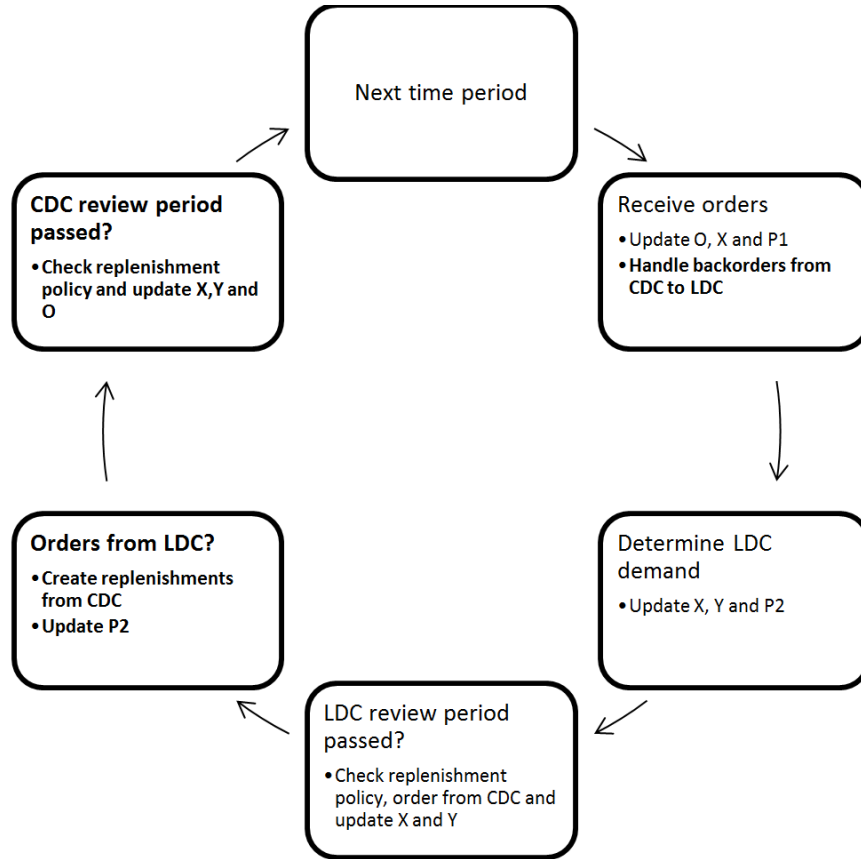 Next time period
Receive orders
•Update O, X and P1
•Handle backorders from
CDC to LDC
Determine LDC
demand
•Update X, Y and P2
LDC review period
passed?
•Check replenishment
policy, order from CDC and
update X and Y
Orders from LDC?
•Create replenishments
from CDC
•Update P2
CDC review period
passed?
•Check replenishment
policy and update X,Y and
O